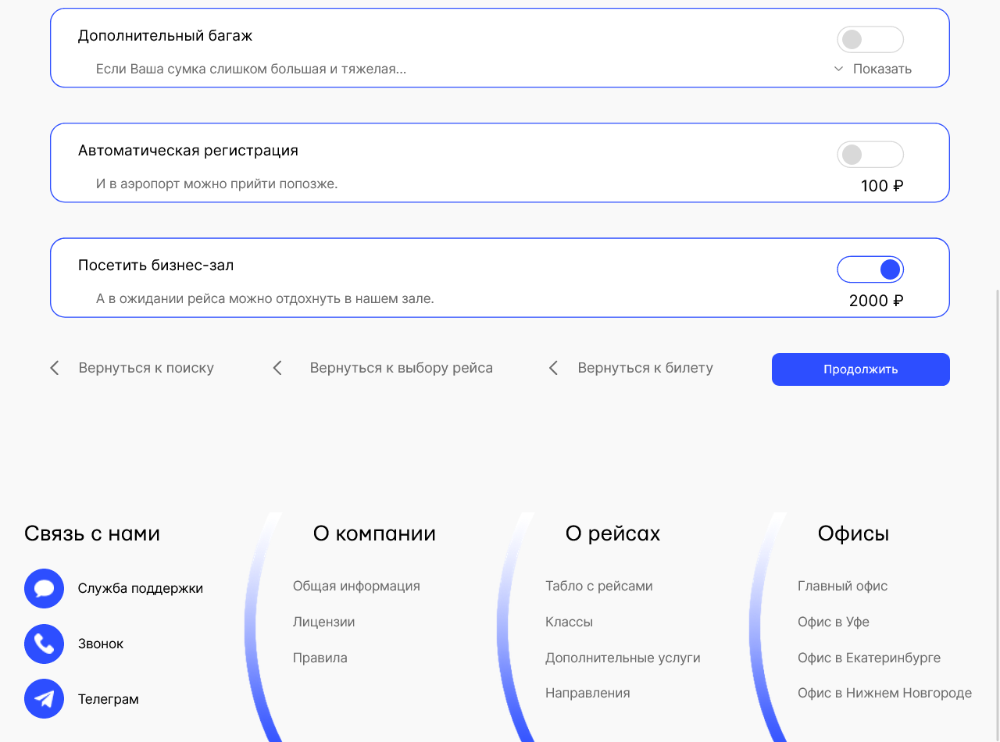 Дополнительный багаж
Если Ваша сумка слишком большая и тяжелая...
Показать
Автоматическая регистрация
И в аэропорт можно прийти попозже.
100 ₽
Посетить бизнес-зал
А в ожидании рейса можно отдохнуть в нашем зале.
2000 ₽
Вернуться к поиску
Вернуться к выбору рейса
Вернуться к билету
Продолжить
Связь с нами
Служба поддержки
Звонок
Телеграм
О компании
Общая информация
Лицензии
Правила
О рейсах
Табло с рейсами
Классы
Дополнительные услуги
Направления
Офисы
Главный офис
Офис в Уфе
Офис в Екатеринбурге
Офис в Нижнем Новгороде